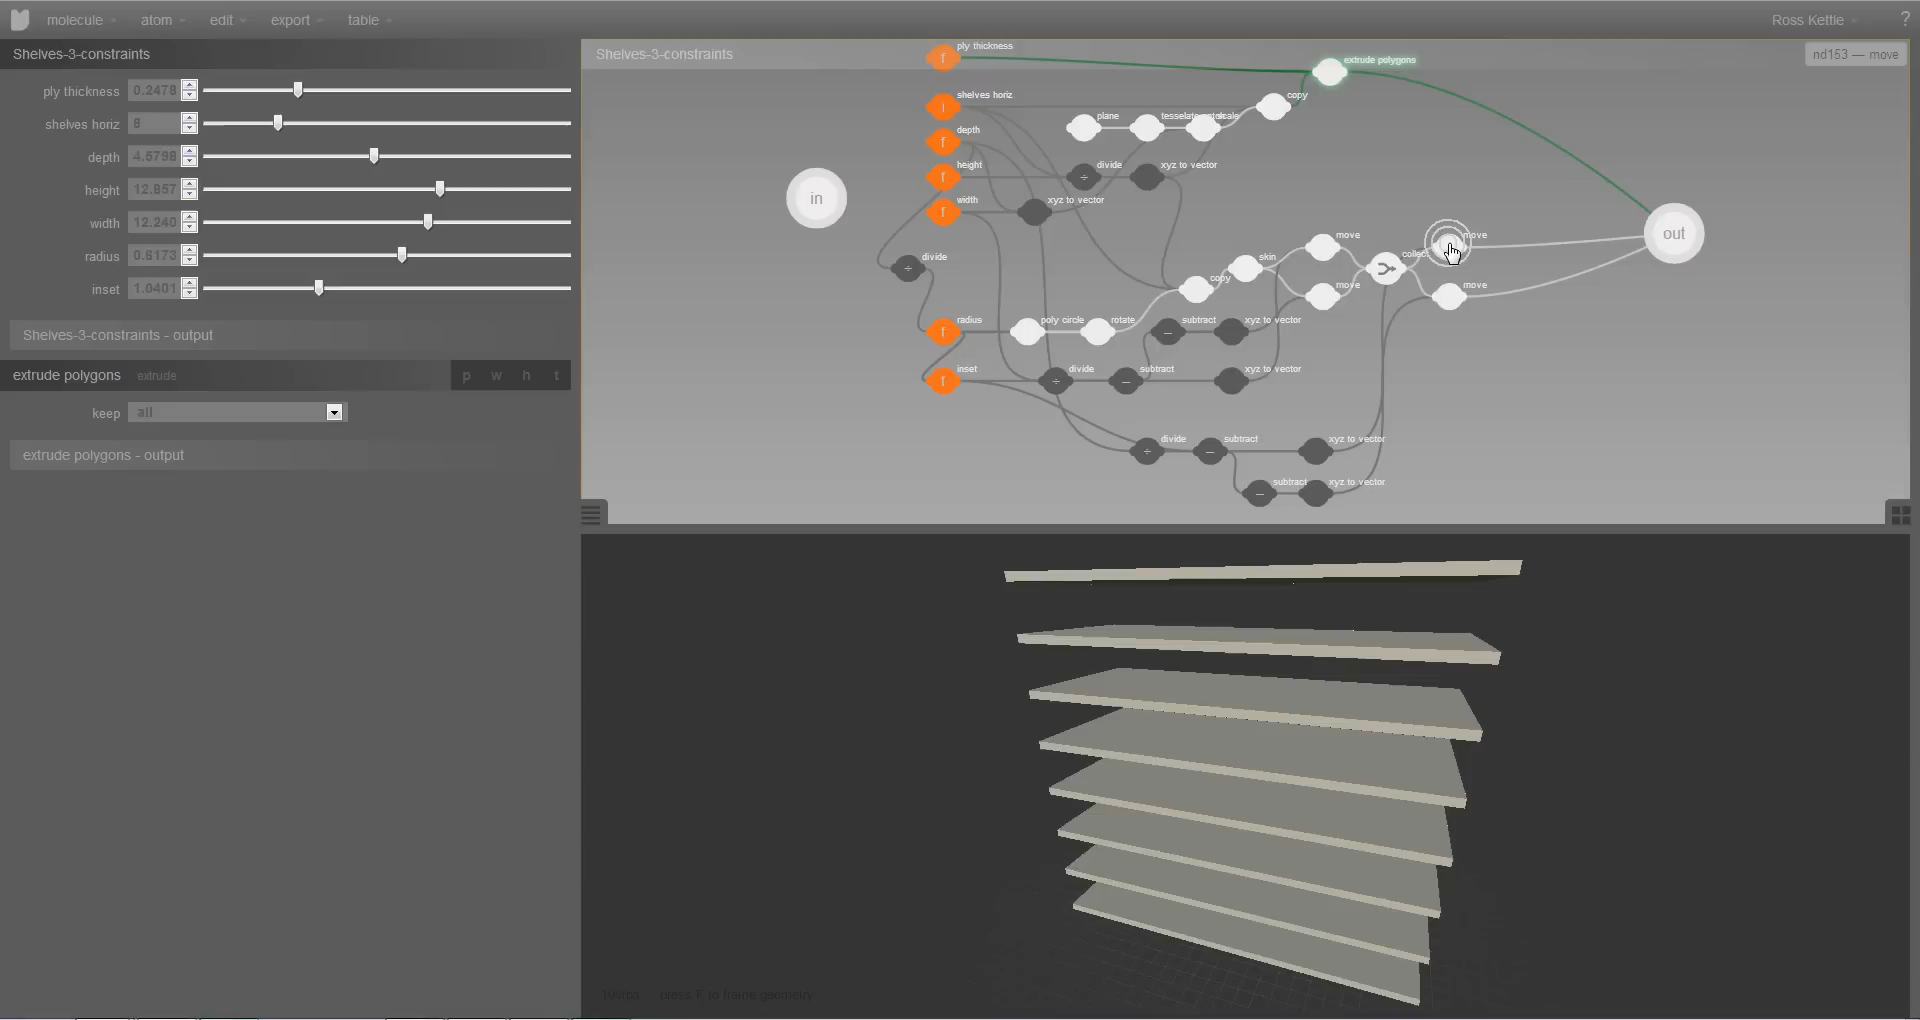 molecule atom edit export table Ross Kettle ?
Shelves-3-constraints
ply thickness 0.2478
shelves horiz 8
depth 4.5798
height 12.857
width 12.240
radius 0.6173
inset 1.0401
Shelves-3-constraints - output
extrude polygons extrude p w h t
keep all
extrude polygons - output
Shelves-3-constraints
nd153 — move
ply thickness
extrude polygons
shelves horiz
copy
plane
scale
depth
height
divide
xyz to vector
width
xyz to vector
in
out
divide
move
move
skin
collect
copy
move
move
radius
poly circle
rotate
subtract
xyz to vector
inset
divide
subtract
xyz to vector
divide
subtract
xyz to vector
subtract
xyz to vector
press F to frame geometry